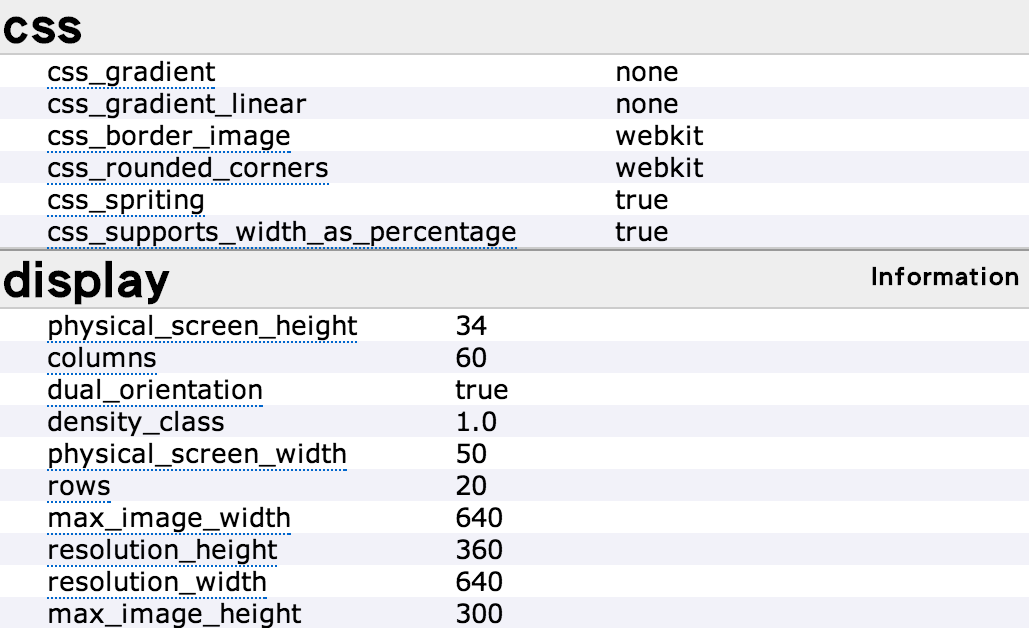 css
css_gradient none
css_gradient_linear none
css_border_image webkit
css_rounded_corners webkit
css_spriting true
css_supports_width_as_percentage true
display Information
physical_screen_height 34
columns 60
dual_orientation true
density_class 1.0
physical_screen_width 50
rows 20
max_image_width 640
resolution_height 360
resolution_width 640
max_image_height 300